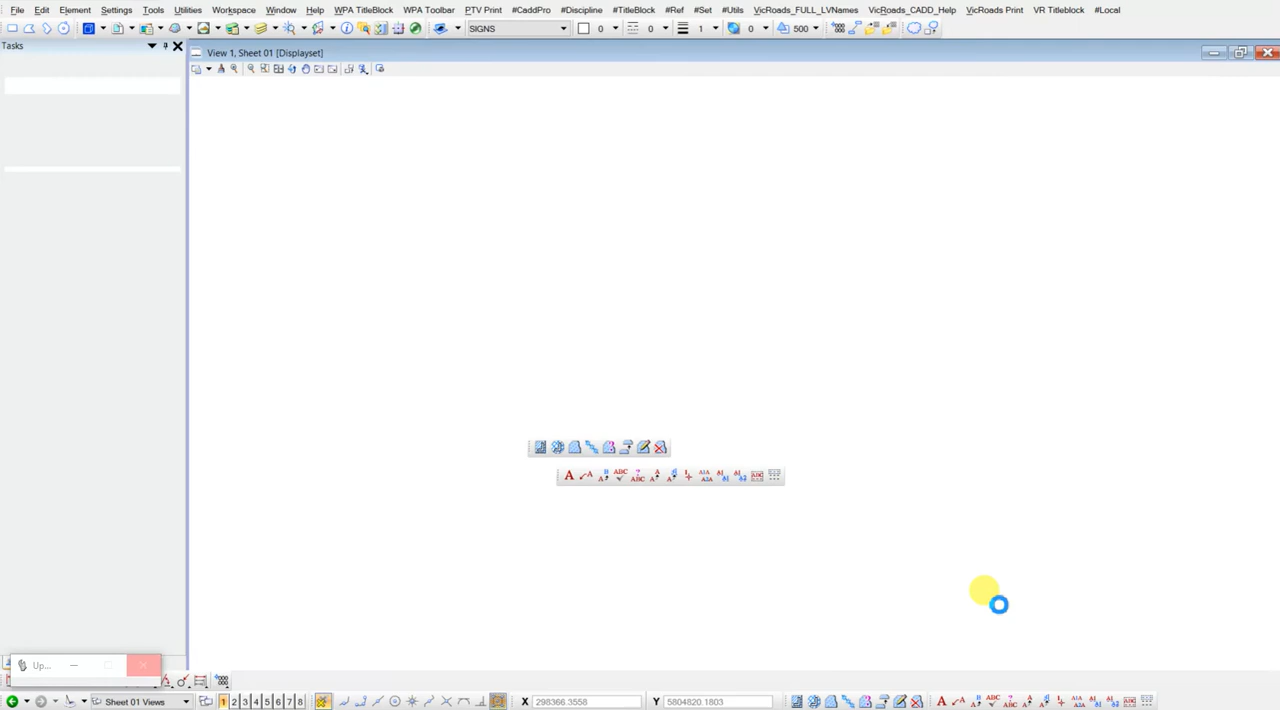 File Edit Element Settings Tools Utilities Workspace Window Help WPA TitleBlock WPA Toolbar PTV Print #CaddPro #Discipline #TitleBlock #Ref #Set #Utils VicRoads_FULL_LVNames VicRoads_CADD_Help VicRoads Print VR Titleblock #Local
SIGNS 0 0 1 0 500
Tasks
View 1, Sheet 01 [Displayset]
Up...
Sheet 01 Views 1 2 3 4 5 6 7 8 X 298366.3558 Y 5804820.1803